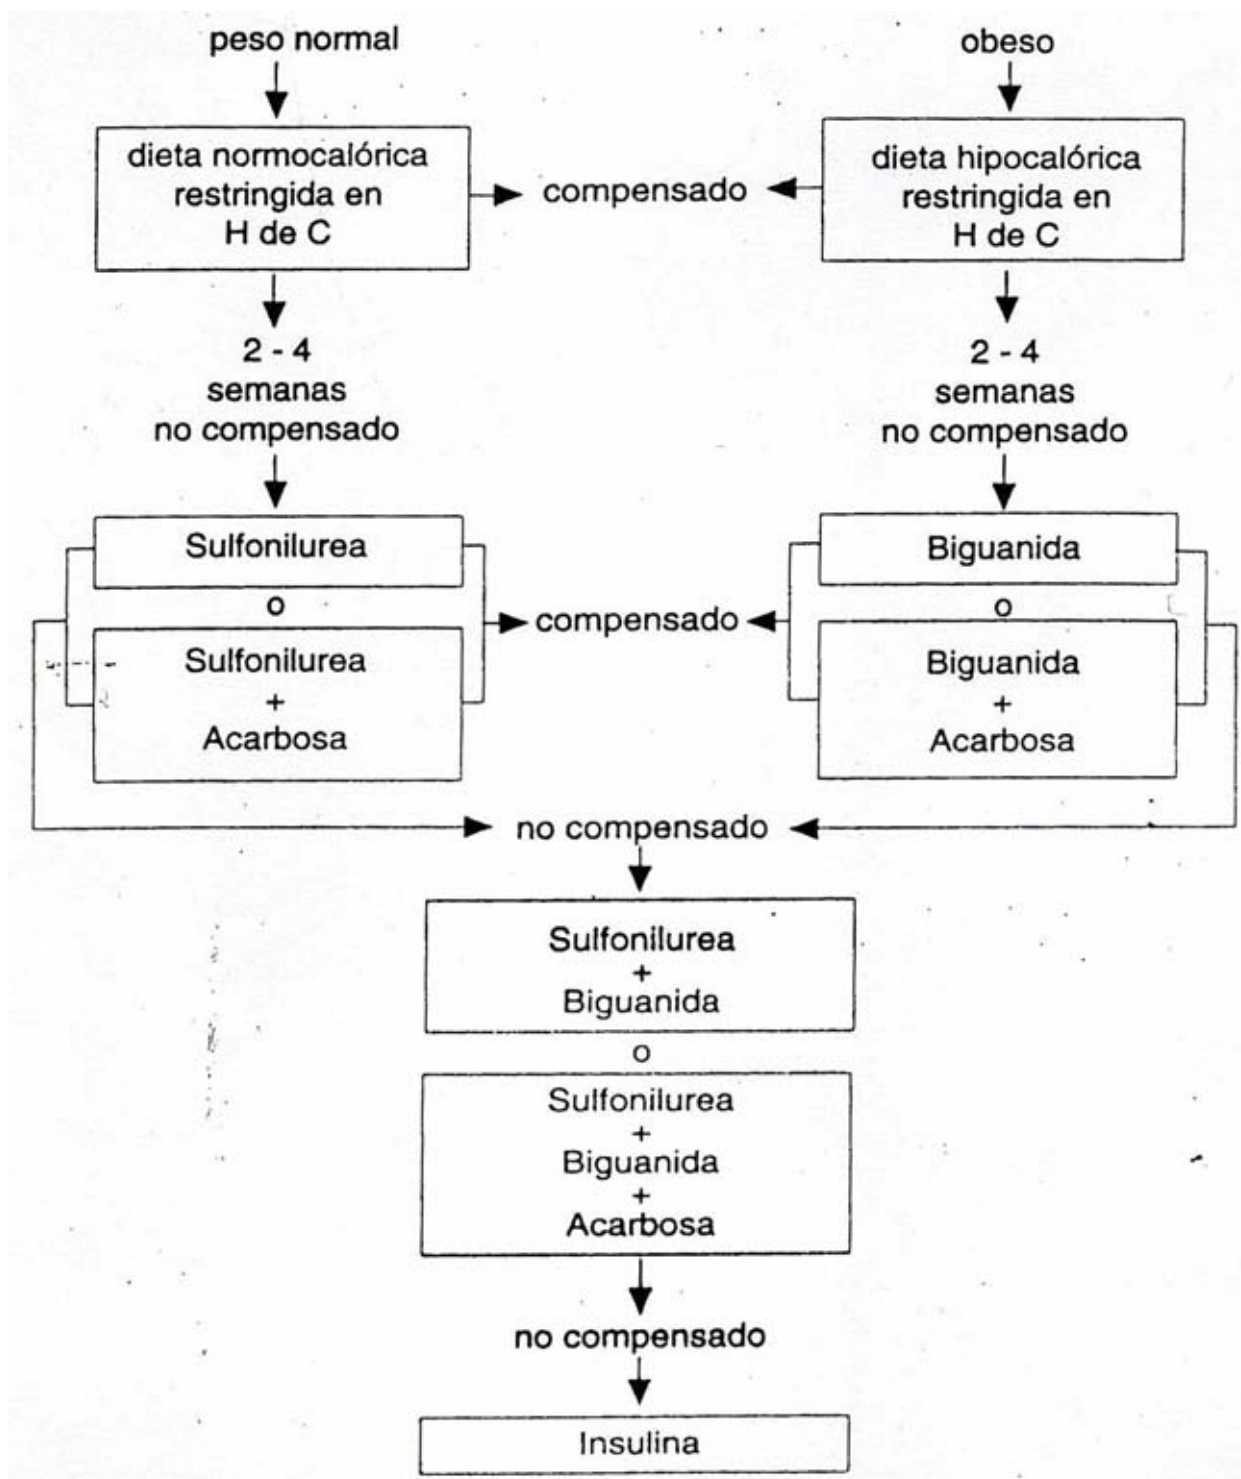 peso normal
obeso
dieta normocalórica
restringida en
H de C
compensado
dieta hipocalórica
restringida en
H de C
2 - 4
semanas
no compensado
2 - 4
semanas
no compensado
Sulfonilurea
o
Sulfonilurea
+
Acarbosa
compensado
Biguanida
o
Biguanida
+
Acarbosa
no compensado
Sulfonilurea
+
Biguanida
o
Sulfonilurea
+
Biguanida
+
Acarbosa
no compensado
Insulina